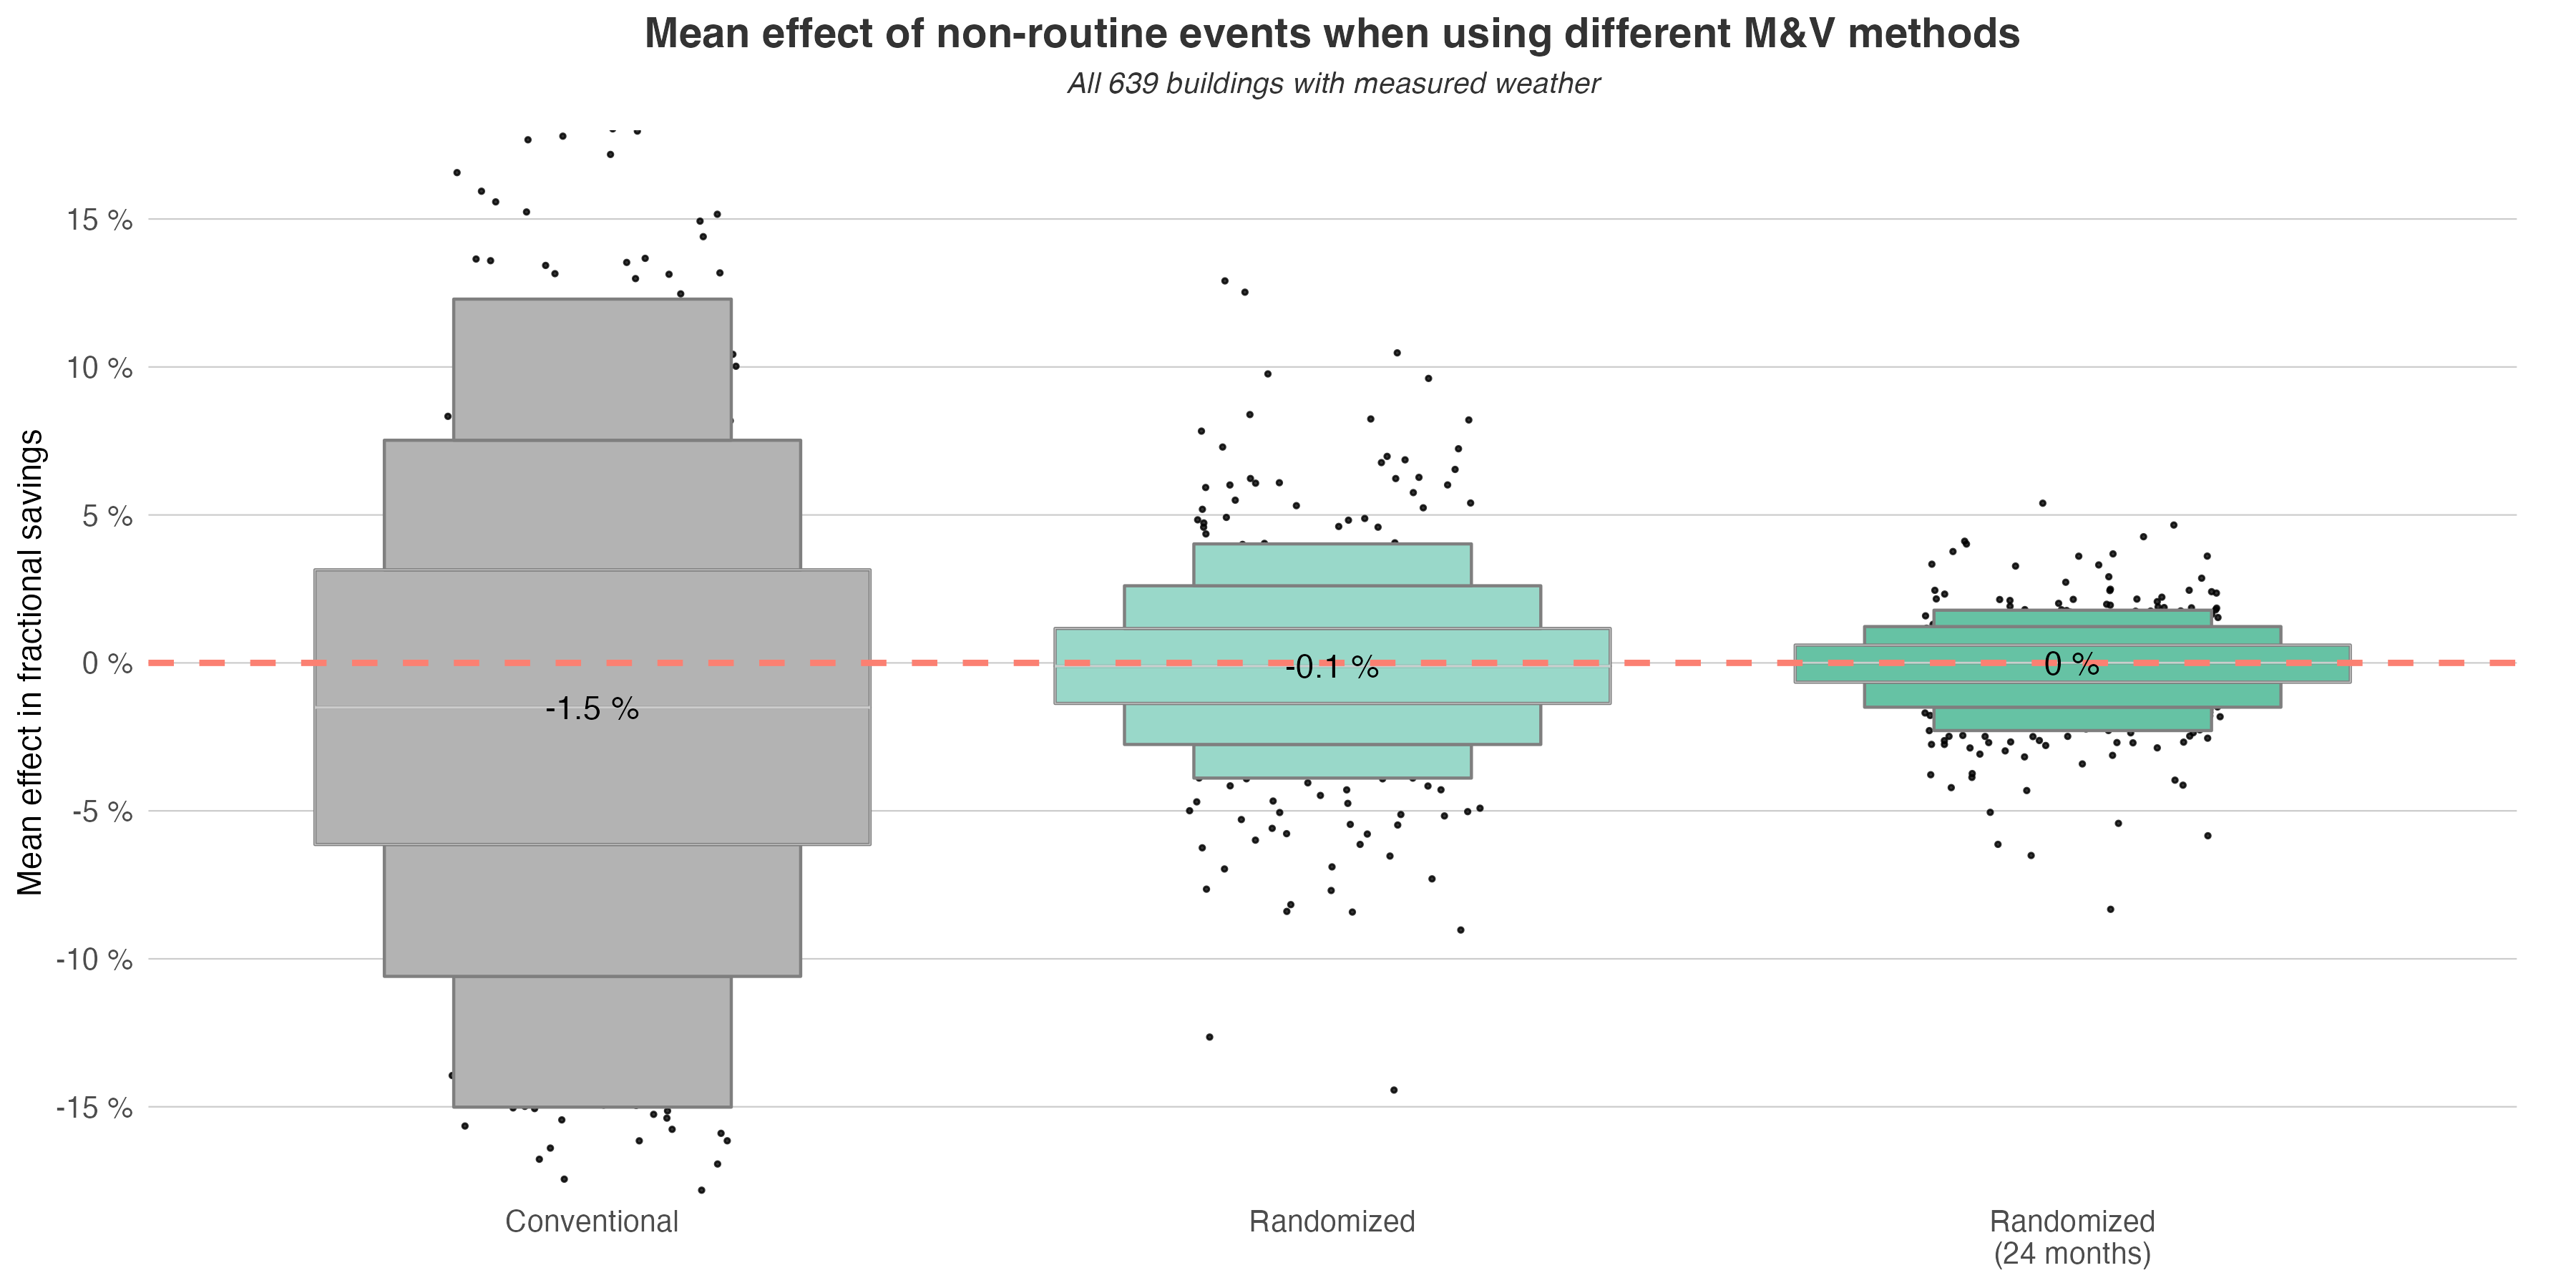 Mean effect of non-routine events when using different M&V methods
All 639 buildings with measured weather
Mean effect in fractional savings
15 %
10 %
5 %
0 %
-5 %
-10 %
-15 %
-1.5 %
-0.1 %
0 %
Conventional
Randomized
Randomized
(24 months)